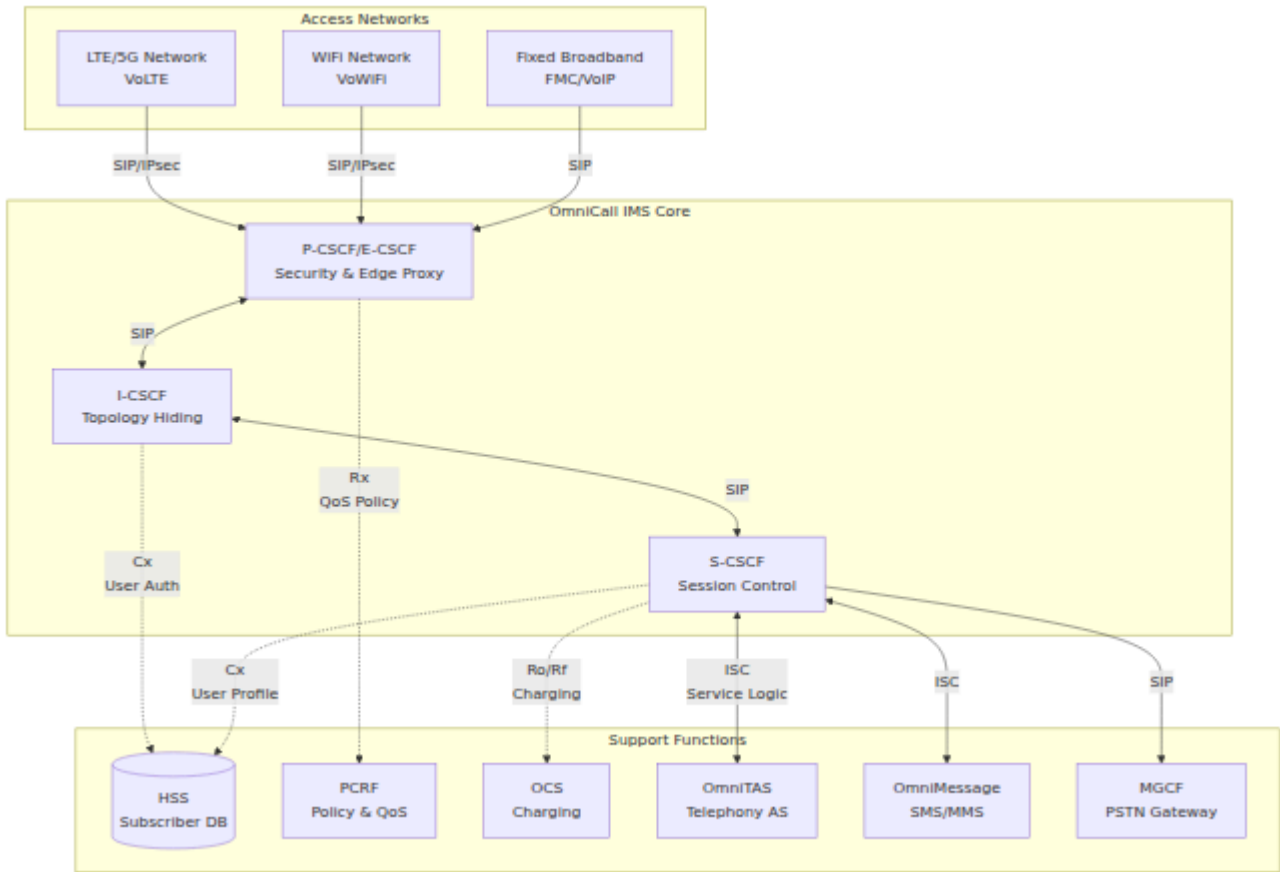 Access Networks
LTE/5G Network
VoLTE
WiFi Network
VoWiFi
Fixed Broadband
FMC/VoIP
SIP/IPsec
SIP/IPsec
SIP
OmniCall IMS Core
P-CSCF/E-CSCF
Security & Edge Proxy
SIP
I-CSCF
Topology Hiding
Rx
QoS Policy
SIP
Cx
User Auth
S-CSCF
Session Control
Cx
User Profile
Ro/Rf
Charging
ISC
Service Logic
ISC
SIP
Support Functions
HSS
Subscriber DB
PCRF
Policy & QoS
OCS
Charging
OmniTAS
Telephony AS
OmniMessage
SMS/MMS
MGCF
PSTN Gateway